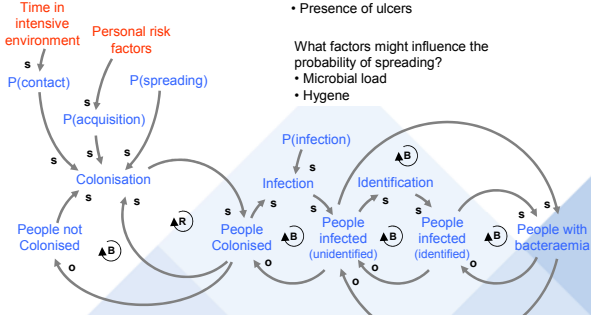 • Presence of ulcers
What factors might influence the
probability of spreading?
• Microbial load
• Hygene
Time in
intensive
environment
Personal risk
factors
s
P(contact)
s
P(spreading)
P(acquisition)
s
s
s
Colonisation
s
s
s
People not
Colonised
B
o
R
People
Colonised
P(infection)
s
Infection
s
s
B
o
People
infected
(unidentified)
B
Identification
s
s
B
o
People
infected
(identified)
s
s
B
o
People with
bacteraemia
o